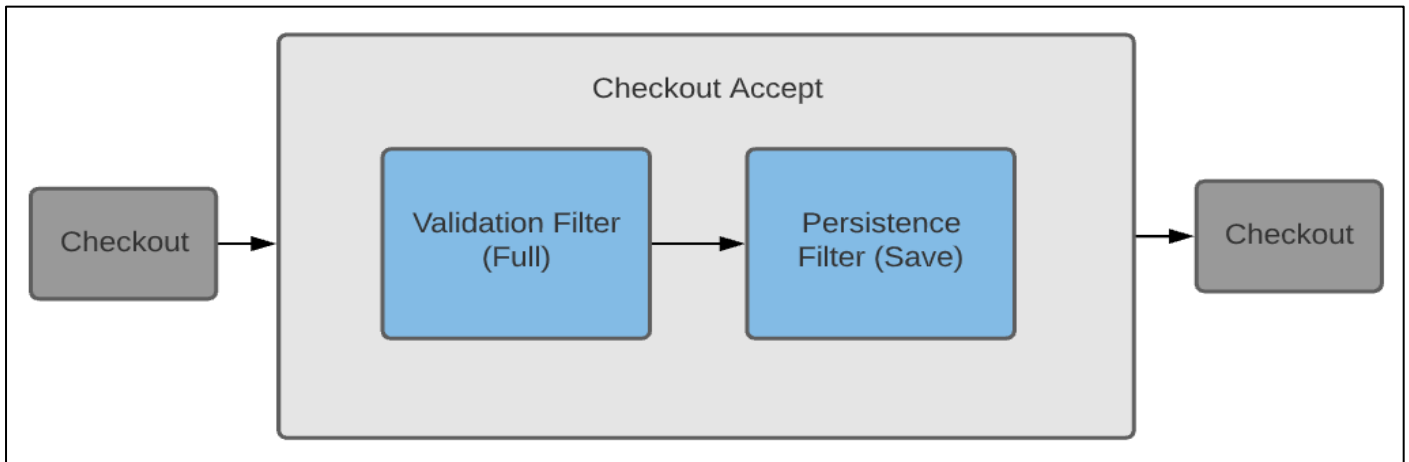 Checkout Accept
Checkout
Validation Filter
(Full)
Persistence
Filter (Save)
Checkout